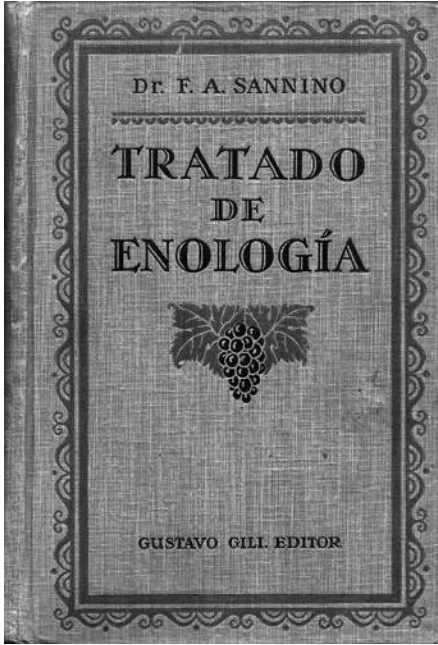 Dr. F. A. SANNINO
TRATADO
DE
ENOLOGÍA
GUSTAVO GILI. EDITOR